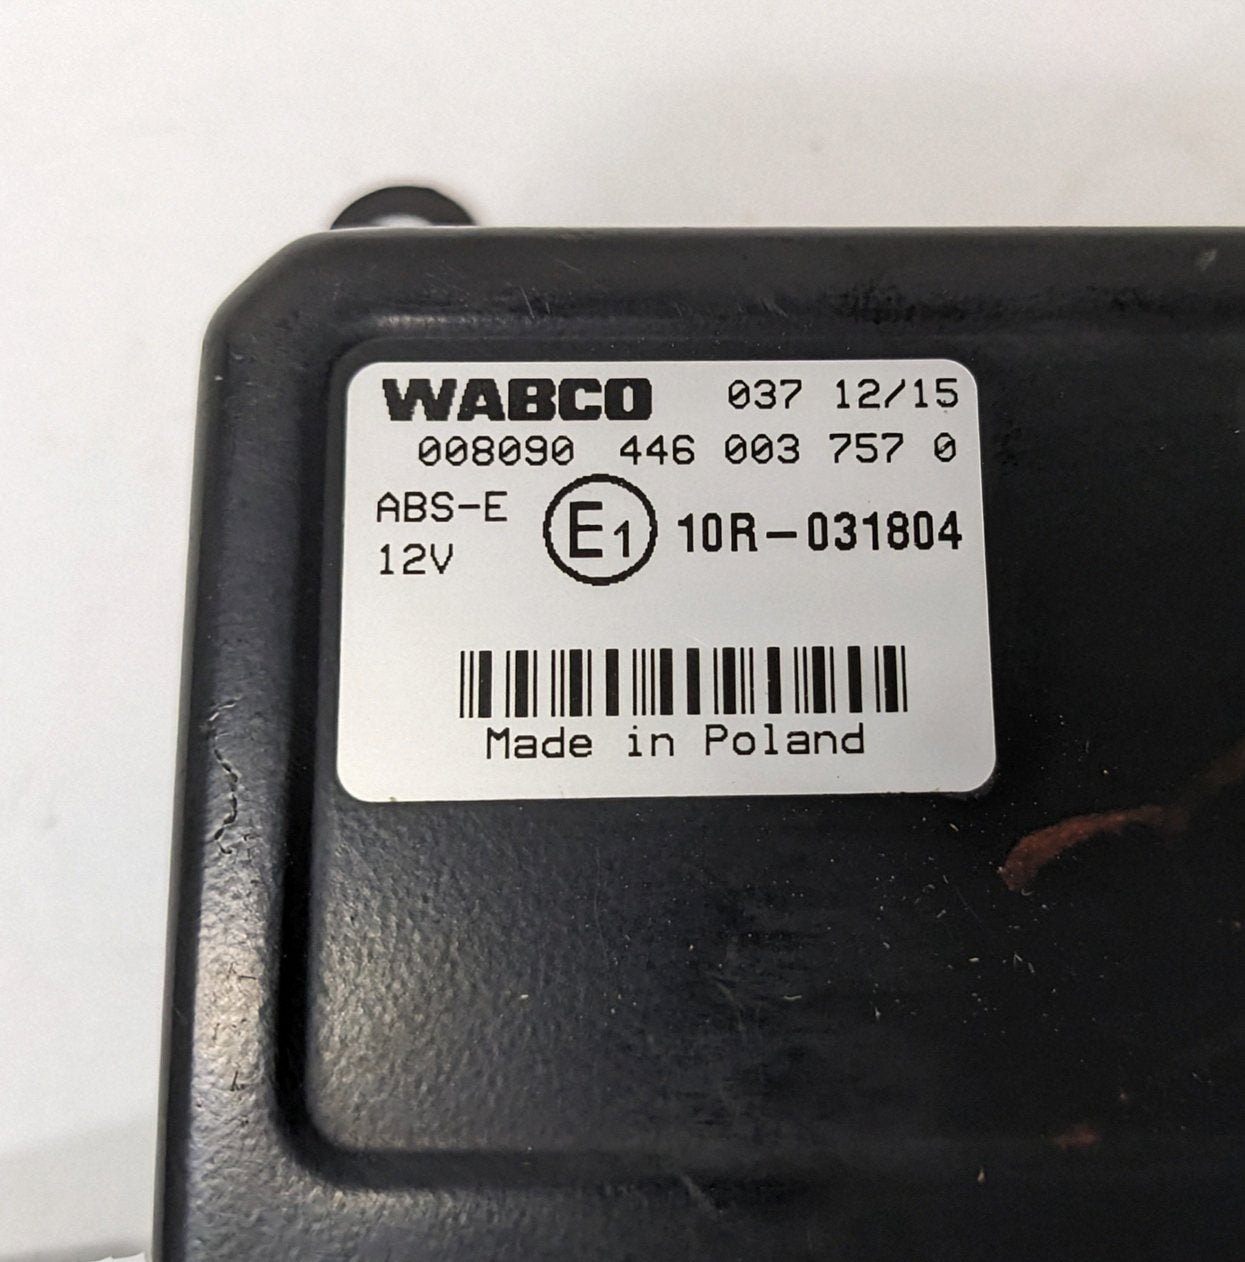 WABCO 037 12/15
008090 446 003 757 0
ABS-E E1 10R-031804
12V
Made in Poland